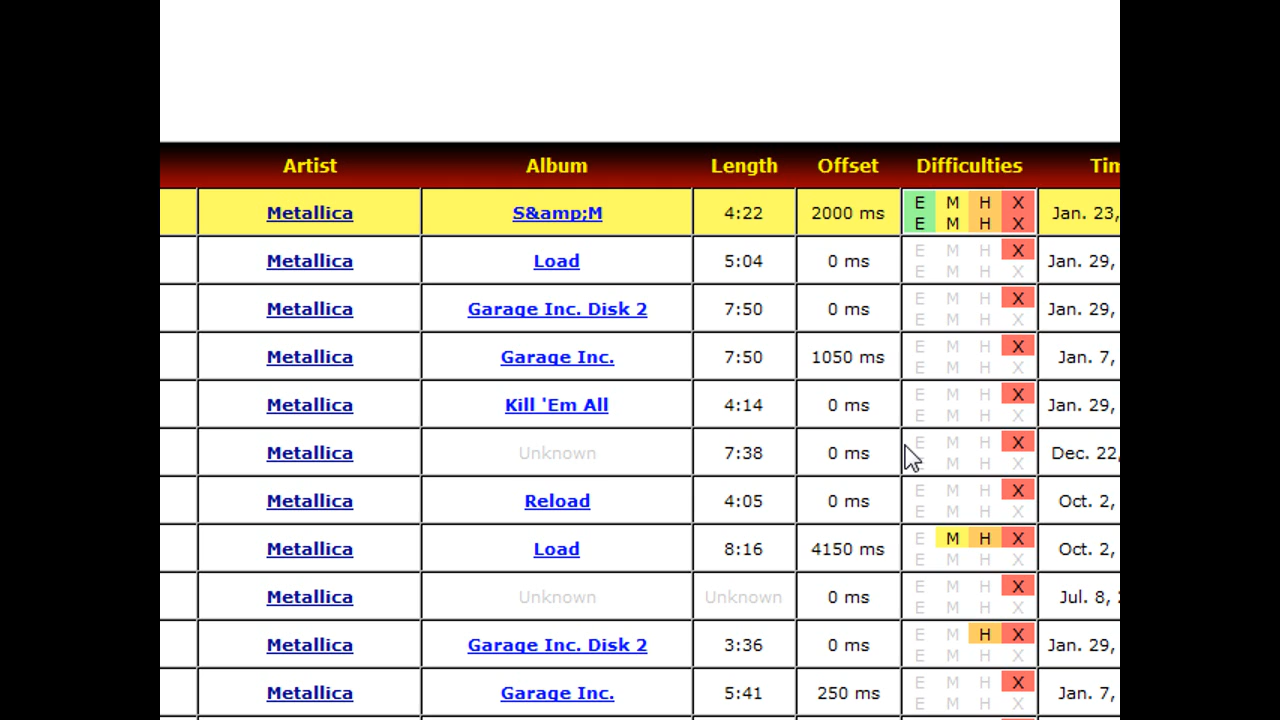 Artist Album Length Offset Difficulties Tim
Metallica S&amp;M 4:22 2000 ms E M H X Jan. 23,
E M H X
Metallica Load 5:04 0 ms E M H X Jan. 29,
E M H X
Metallica Garage Inc. Disk 2 7:50 0 ms E M H X Jan. 29,
E M H X
Metallica Garage Inc. 7:50 1050 ms E M H X Jan. 7,
E M H X
Metallica Kill 'Em All 4:14 0 ms E M H X Jan. 29,
E M H X
Metallica Unknown 7:38 0 ms E M H X Dec. 22,
E M H X
Metallica Reload 4:05 0 ms E M H X Oct. 2,
E M H X
Metallica Load 8:16 4150 ms E M H X Oct. 2,
E M H X
Metallica Unknown Unknown 0 ms E M H X Jul. 8,
E M H X
Metallica Garage Inc. Disk 2 3:36 0 ms E M H X Jan. 29,
E M H X
Metallica Garage Inc. 5:41 250 ms E M H X Jan. 7,
E M H X